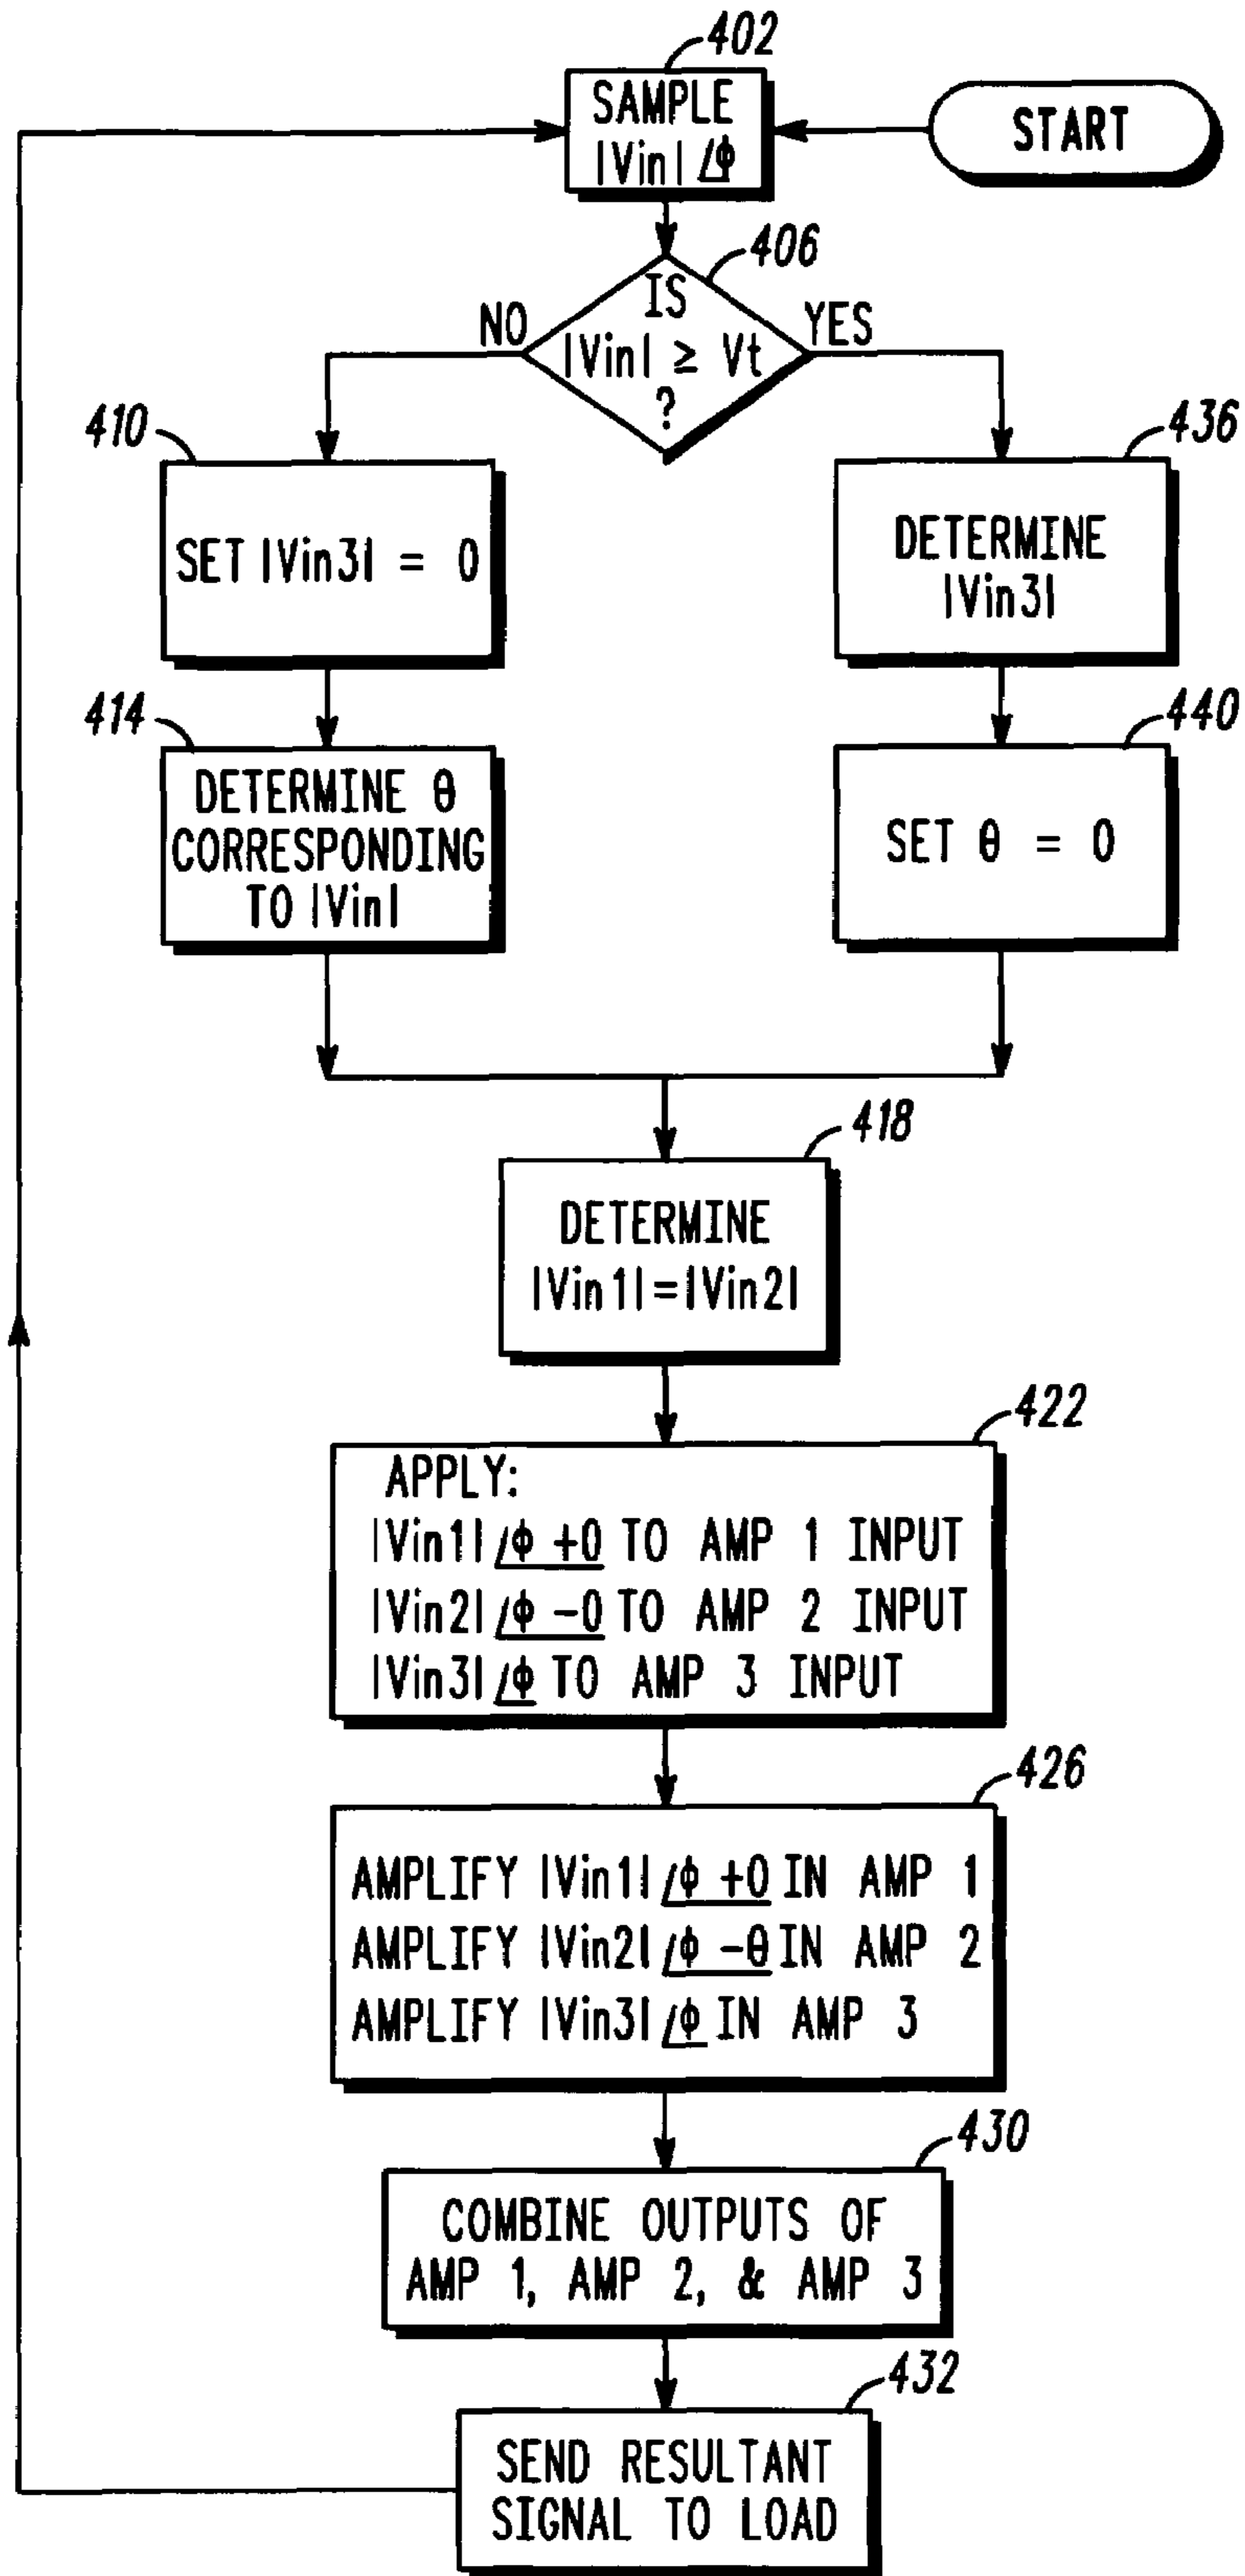 402
SAMPLE
|Vin| ∠ϕ
START
406
IS
|Vin| ≥ Vt
?
NO
YES
410
SET |Vin3| = 0
436
DETERMINE
|Vin3|
414
DETERMINE θ
CORRESPONDING
TO |Vin|
440
SET θ = 0
418
DETERMINE
|Vin1|=|Vin2|
422
APPLY:
|Vin1| ∠ϕ +0 TO AMP 1 INPUT
|Vin2| ∠ϕ -0 TO AMP 2 INPUT
|Vin3| ∠ϕ TO AMP 3 INPUT
426
AMPLIFY |Vin1| ∠ϕ +0 IN AMP 1
AMPLIFY |Vin2| ∠ϕ -θ IN AMP 2
AMPLIFY |Vin3| ∠ϕ IN AMP 3
430
COMBINE OUTPUTS OF
AMP 1, AMP 2, & AMP 3
432
SEND RESULTANT
SIGNAL TO LOAD